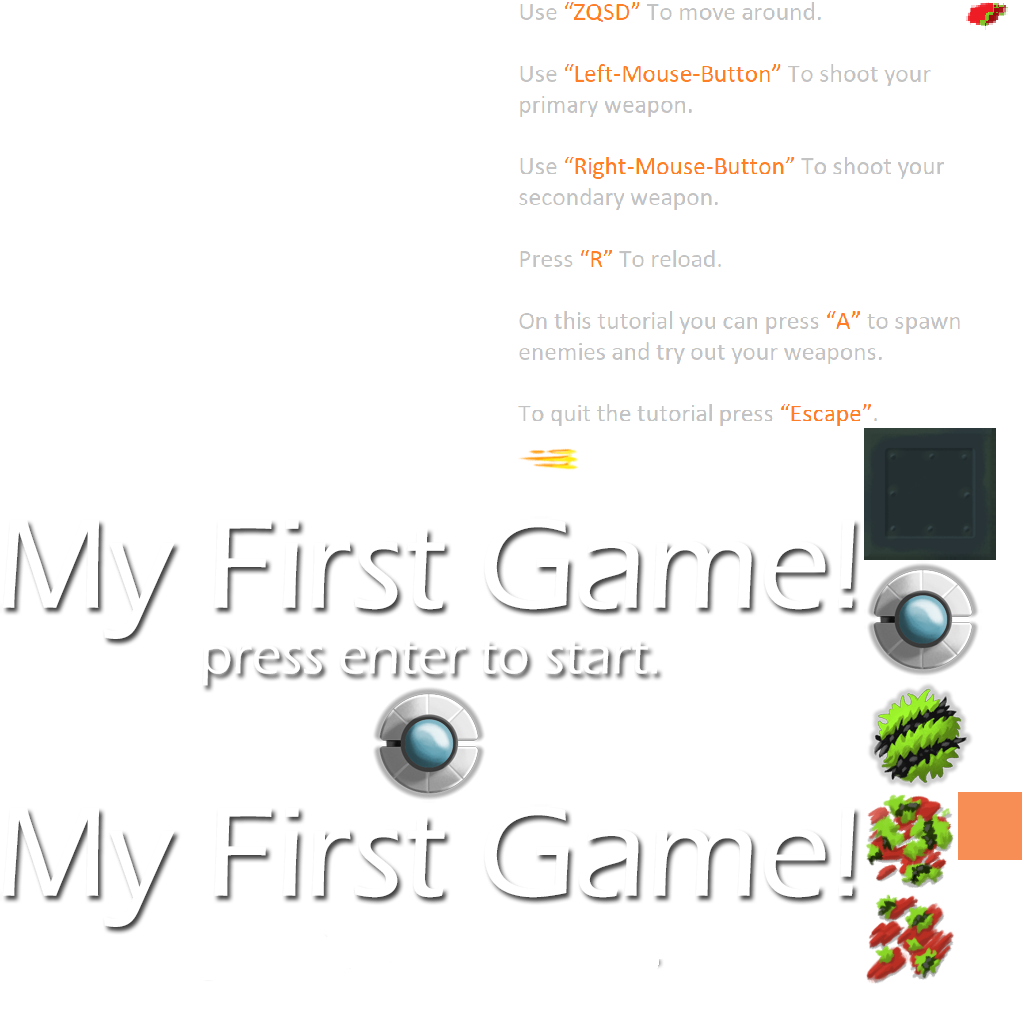 Use “ZQSD” To move around.
Use “Left-Mouse-Button” To shoot your
primary weapon.
Use “Right-Mouse-Button” To shoot your
secondary weapon.
Press “R” To reload.
On this tutorial you can press “A” to spawn
enemies and try out your weapons.
To quit the tutorial press “Escape”.
My First Game!
press enter to start.
My First Game!